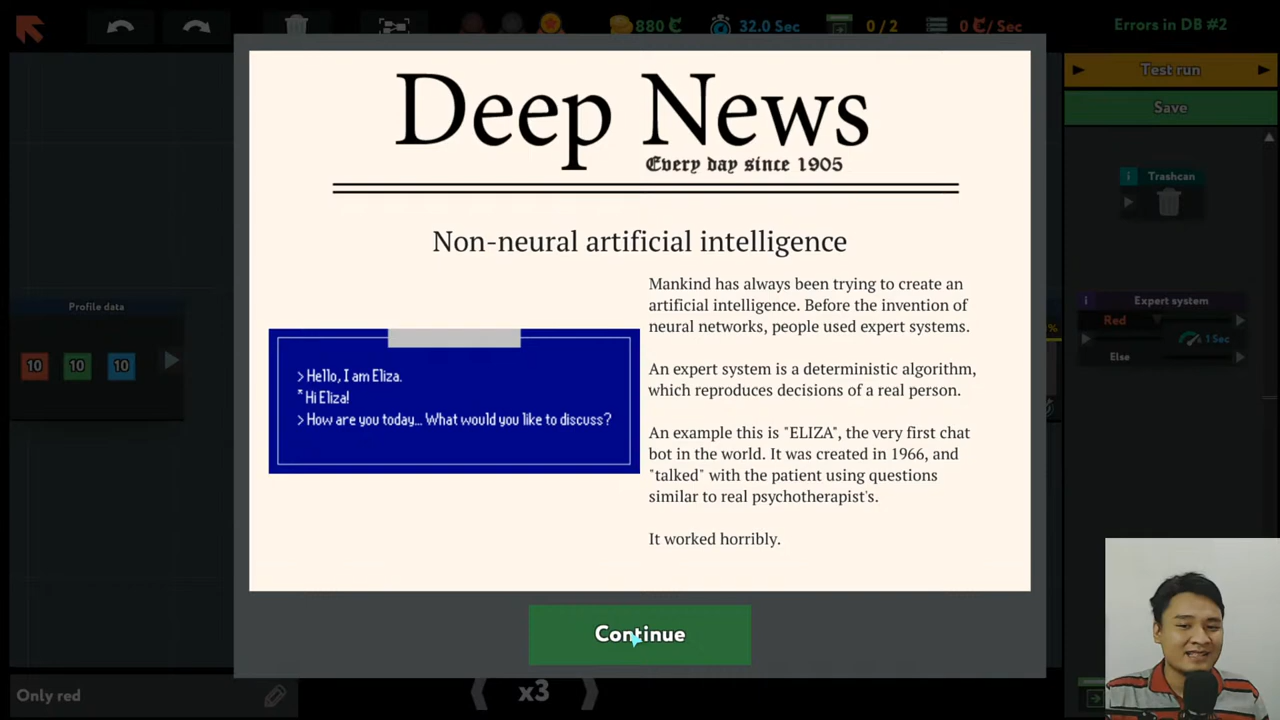 880 €
32.0 Sec
0 / 2
0 €/Sec
Errors in DB #2
Test run
Save
Deep News
Every day since 1905
Non-neural artificial intelligence
Mankind has always been trying to create an
artificial intelligence. Before the invention of
neural networks, people used expert systems.
An expert system is a deterministic algorithm,
which reproduces decisions of a real person.
An example this is "ELIZA", the very first chat
bot in the world. It was created in 1966, and
"talked" with the patient using questions
similar to real psychotherapist's.
It worked horribly.
>Hello, I am Eliza.
*Hi Eliza!
>How are you today... What would you like to discuss?
Profile data
10 10 10
Trashcan
Expert system
Red
1 Sec
Else
Continue
Only red
x3